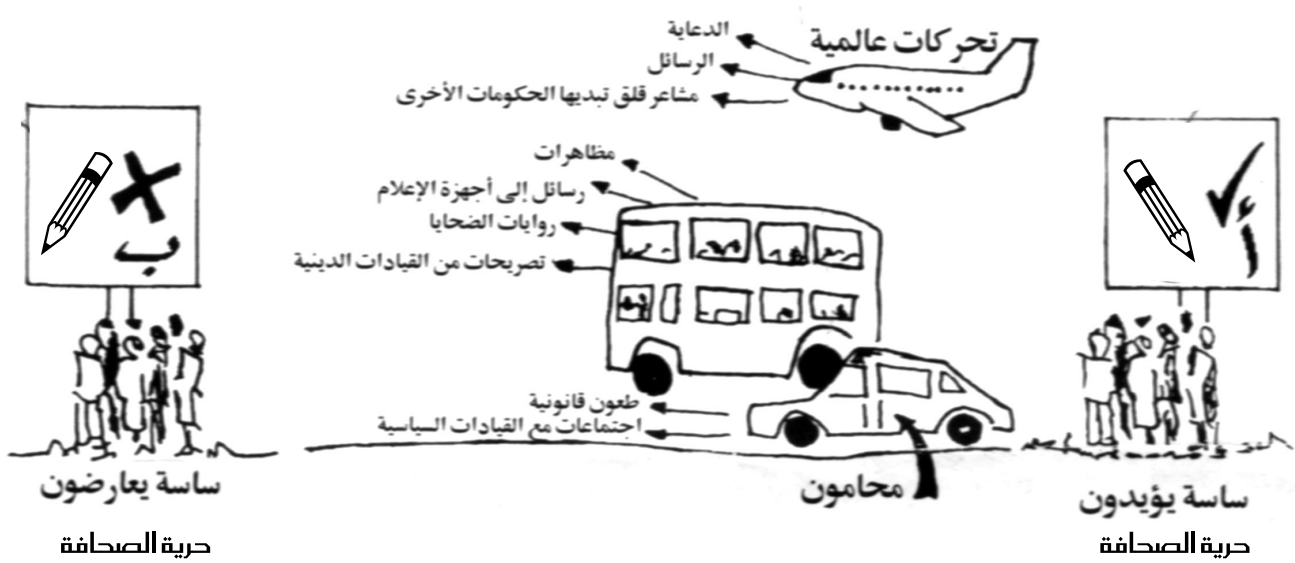 تحركات عالمية
الدعاية
الرسائل
مشاعر قلق تبديها الحكومات الأخرى
مظاهرات
رسائل إلى أجهزة الإعلام
روايات الضحايا
تصريحات من القيادات الدينية
طعون قانونية
اجتماعات مع القيادات السياسية
محامون
أ
ساسة يؤيدون
حرية الصحافة
ب
ساسة يعارضون
حرية الصحافة